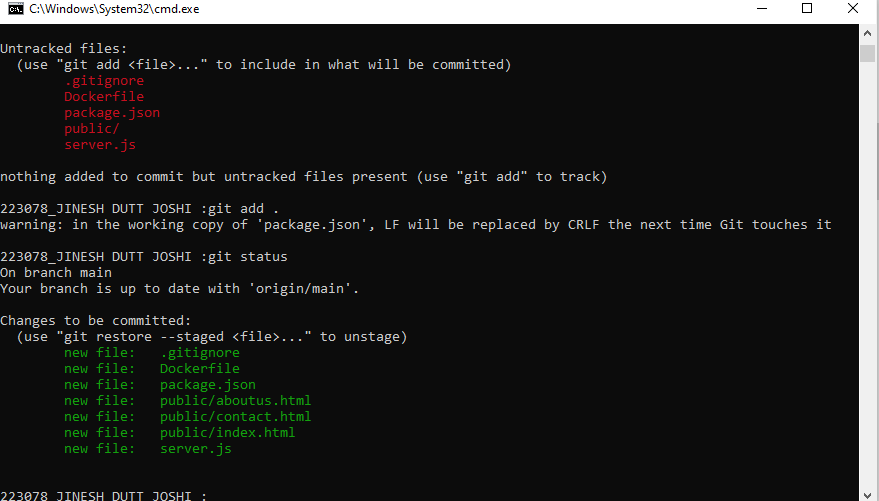 C:\Windows\System32\cmd.exe
Untracked files:
  (use "git add <file>..." to include in what will be committed)
        .gitignore
        Dockerfile
        package.json
        public/
        server.js
nothing added to commit but untracked files present (use "git add" to track)
223078_JINESH DUTT JOSHI :git add .
warning: in the working copy of 'package.json', LF will be replaced by CRLF the next time Git touches it
223078_JINESH DUTT JOSHI :git status
On branch main
Your branch is up to date with 'origin/main'.
Changes to be committed:
  (use "git restore --staged <file>..." to unstage)
        new file:   .gitignore
        new file:   Dockerfile
        new file:   package.json
        new file:   public/aboutus.html
        new file:   public/contact.html
        new file:   public/index.html
        new file:   server.js
223078_JINESH DUTT JOSHI :